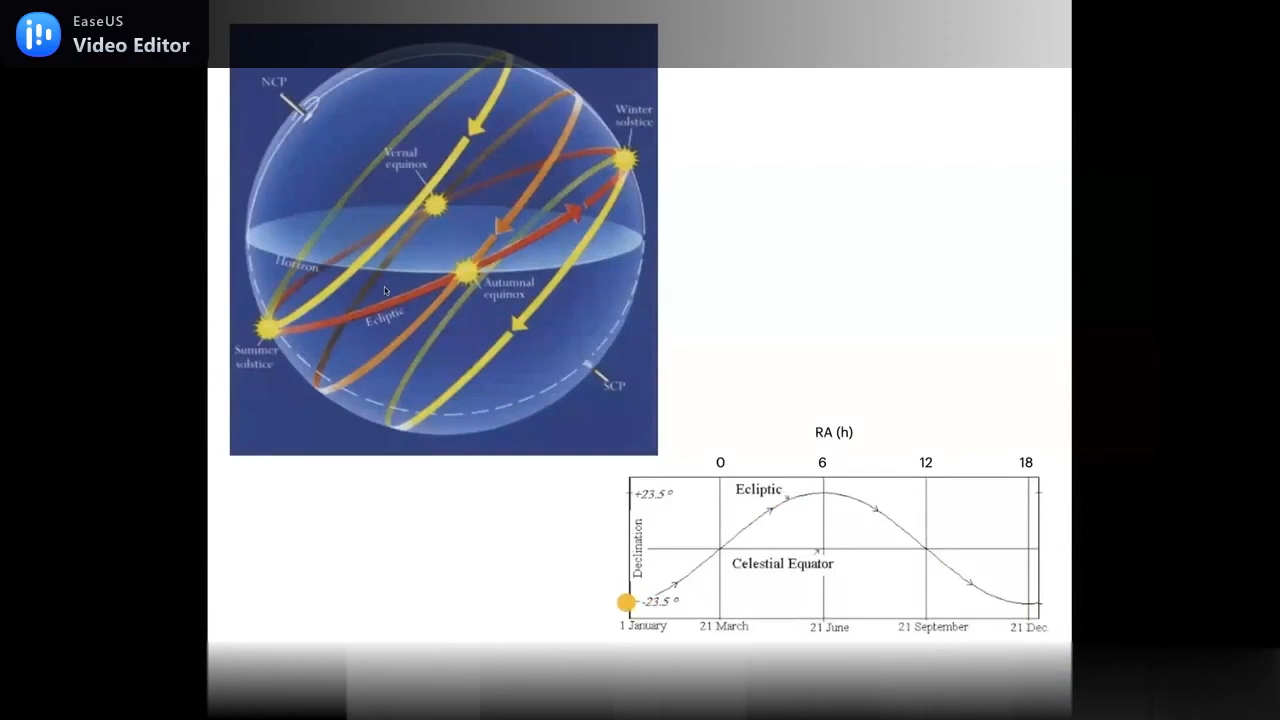 EaseUS
Video Editor
NCP
Winter
solstice
Vernal
equinox
Horizon
Autumnal
equinox
Ecliptic
Summer
solstice
SCP
RA (h)
0 6 12 18
+23.5°
Ecliptic
Declination
Celestial Equator
-23.5°
1 January 21 March 21 June 21 September 21 Dec.